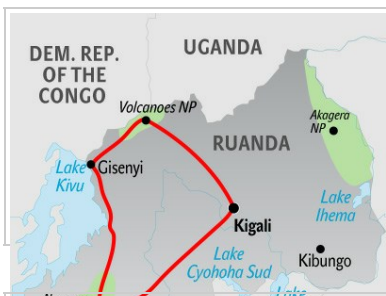 UGANDA
DEM. REP.
OF THE
CONGO
Volcanoes NP
Akagera
NP
RUANDA
Lake
Kivu
Gisenyi
Lake
Ihema
Kigali
Lake
Cyohoha Sud
Kibungo
Lake